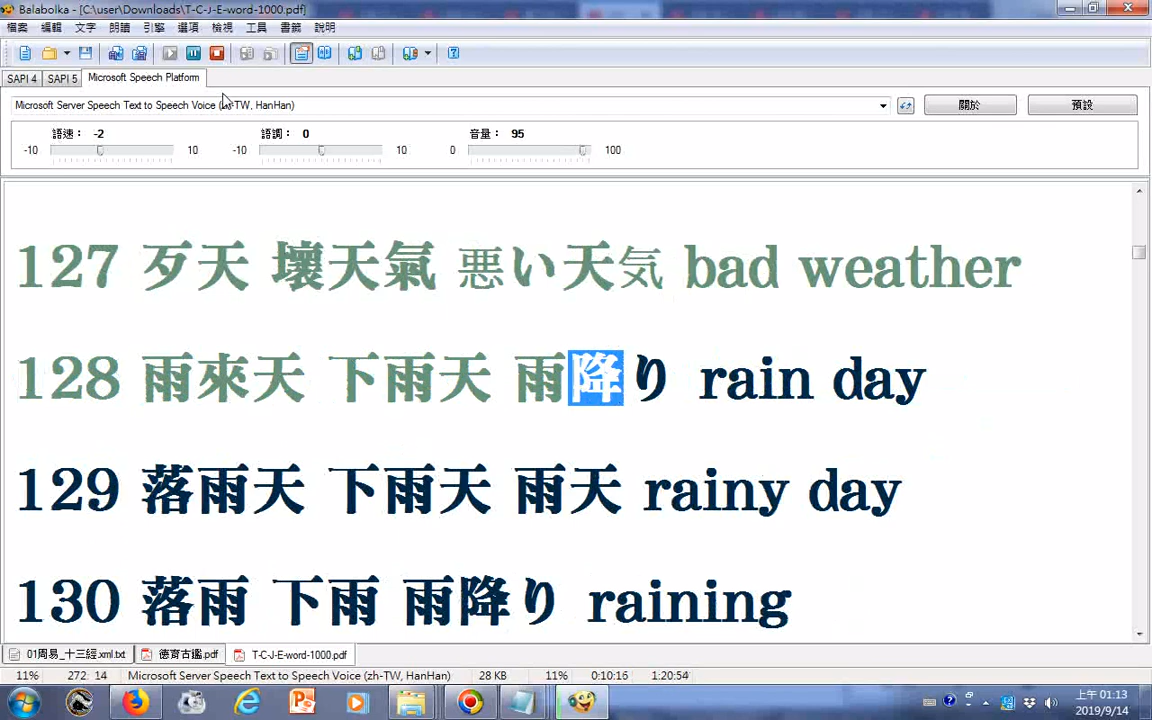 Balabolka - [C:\user\Downloads\T-C-J-E-word-1000.pdf]
檔案 編輯 文字 朗讀 引擎 選項 檢視 工具 書籤 說明
SAPI 4 SAPI 5 Microsoft Speech Platform
Microsoft Server Speech Text to Speech Voice (zh-TW, HanHan) 關於 預設
語速： -2 語調： 0 音量： 95
-10 10 -10 10 0 100
127 歹天 壞天氣 悪い天気 bad weather
128 雨來天 下雨天 雨降り rain day
129 落雨天 下雨天 雨天 rainy day
130 落雨 下雨 雨降り raining
01周易_十三經.xml.txt 德育古鑑.pdf T-C-J-E-word-1000.pdf
11% 272: 14 Microsoft Server Speech Text to Speech Voice (zh-TW, HanHan) 28 KB 11% 0:10:16 1:20:54
上午 01:13
2019/9/14